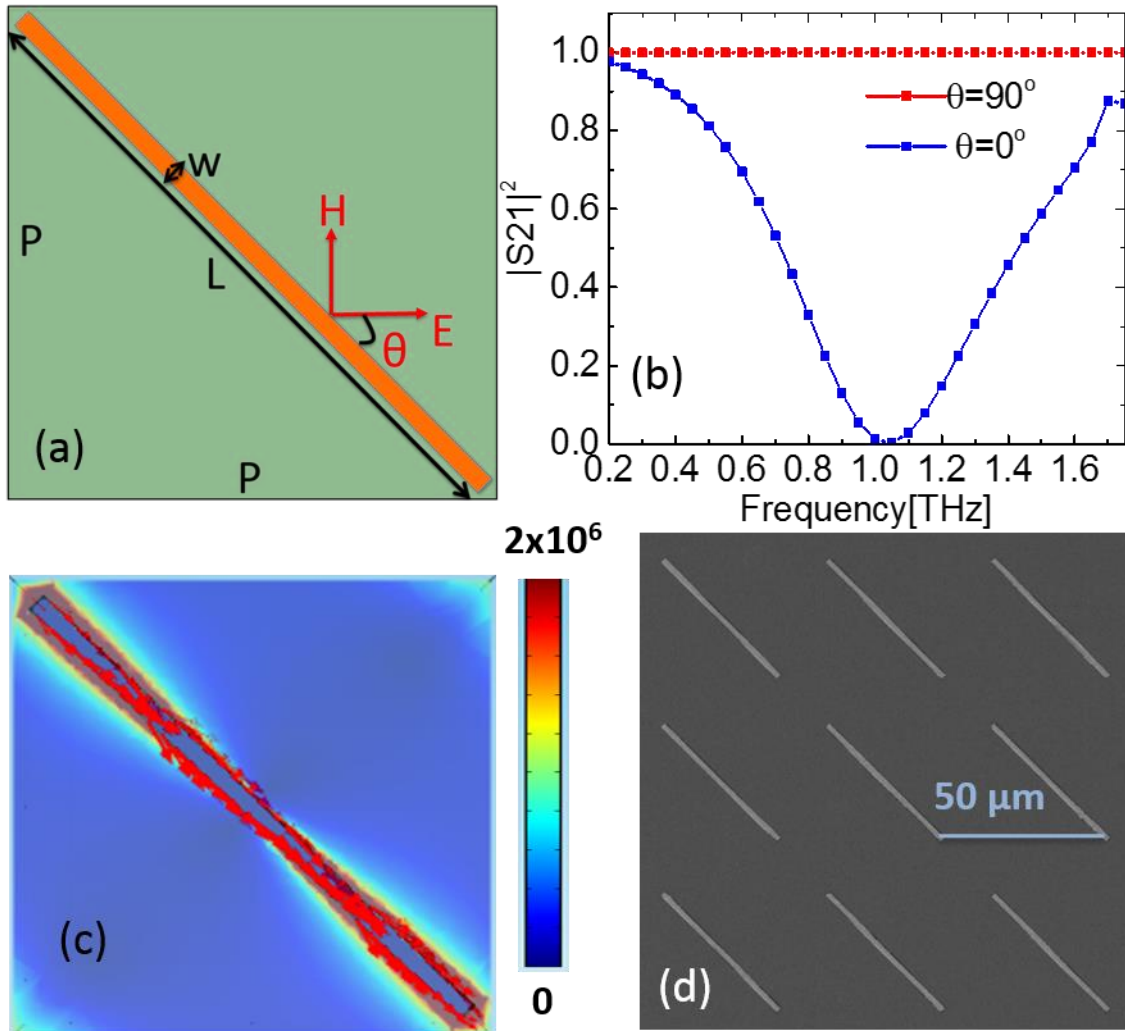 w
H
P
L
E
θ
(a)
P
|S21|²
1.0
0.8
0.6
0.4
0.2
0.0
θ=90°
θ=0°
(b)
0.2 0.4 0.6 0.8 1.0 1.2 1.4 1.6
Frequency[THz]
2x10⁶
0
(c)
50 μm
(d)